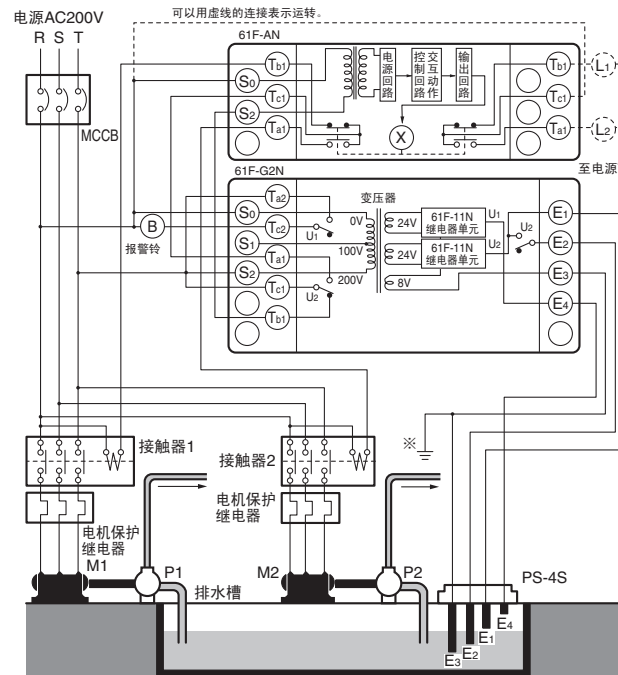 电源AC200V
R S T
可以用虚线的连接表示运转。
61F-AN
MCCB
Tb1
S0
Tc1
S2
Ta1
电源回路
控制回路
交互动作
输出回路
X
Tb1
Tc1
Ta1
L1
L2
至电源
61F-G2N
Ta2
S0
Tc2
S1
Ta1
S2
Tc1
Tb1
B
报警铃
U1
U2
变压器
0V
100V
200V
24V
24V
8V
61F-11N
继电器单元
61F-11N
继电器单元
U1
U2
U2
E1
E2
E3
E4
接触器1
接触器2
※
电机保护
继电器
电机保护
继电器
M1
P1
M2
P2
排水槽
PS-4S
E4
E1
E2
E3